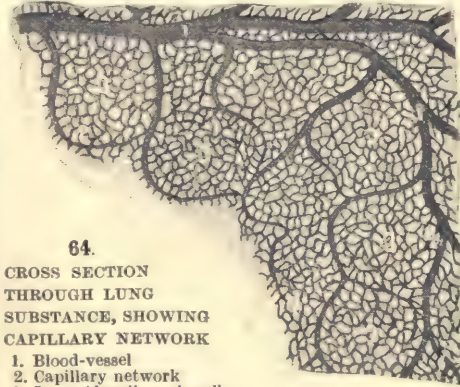 64.
CROSS SECTION
THROUGH LUNG
SUBSTANCE, SHOWING
CAPILLARY NETWORK
1. Blood-vessel
2. Capillary network